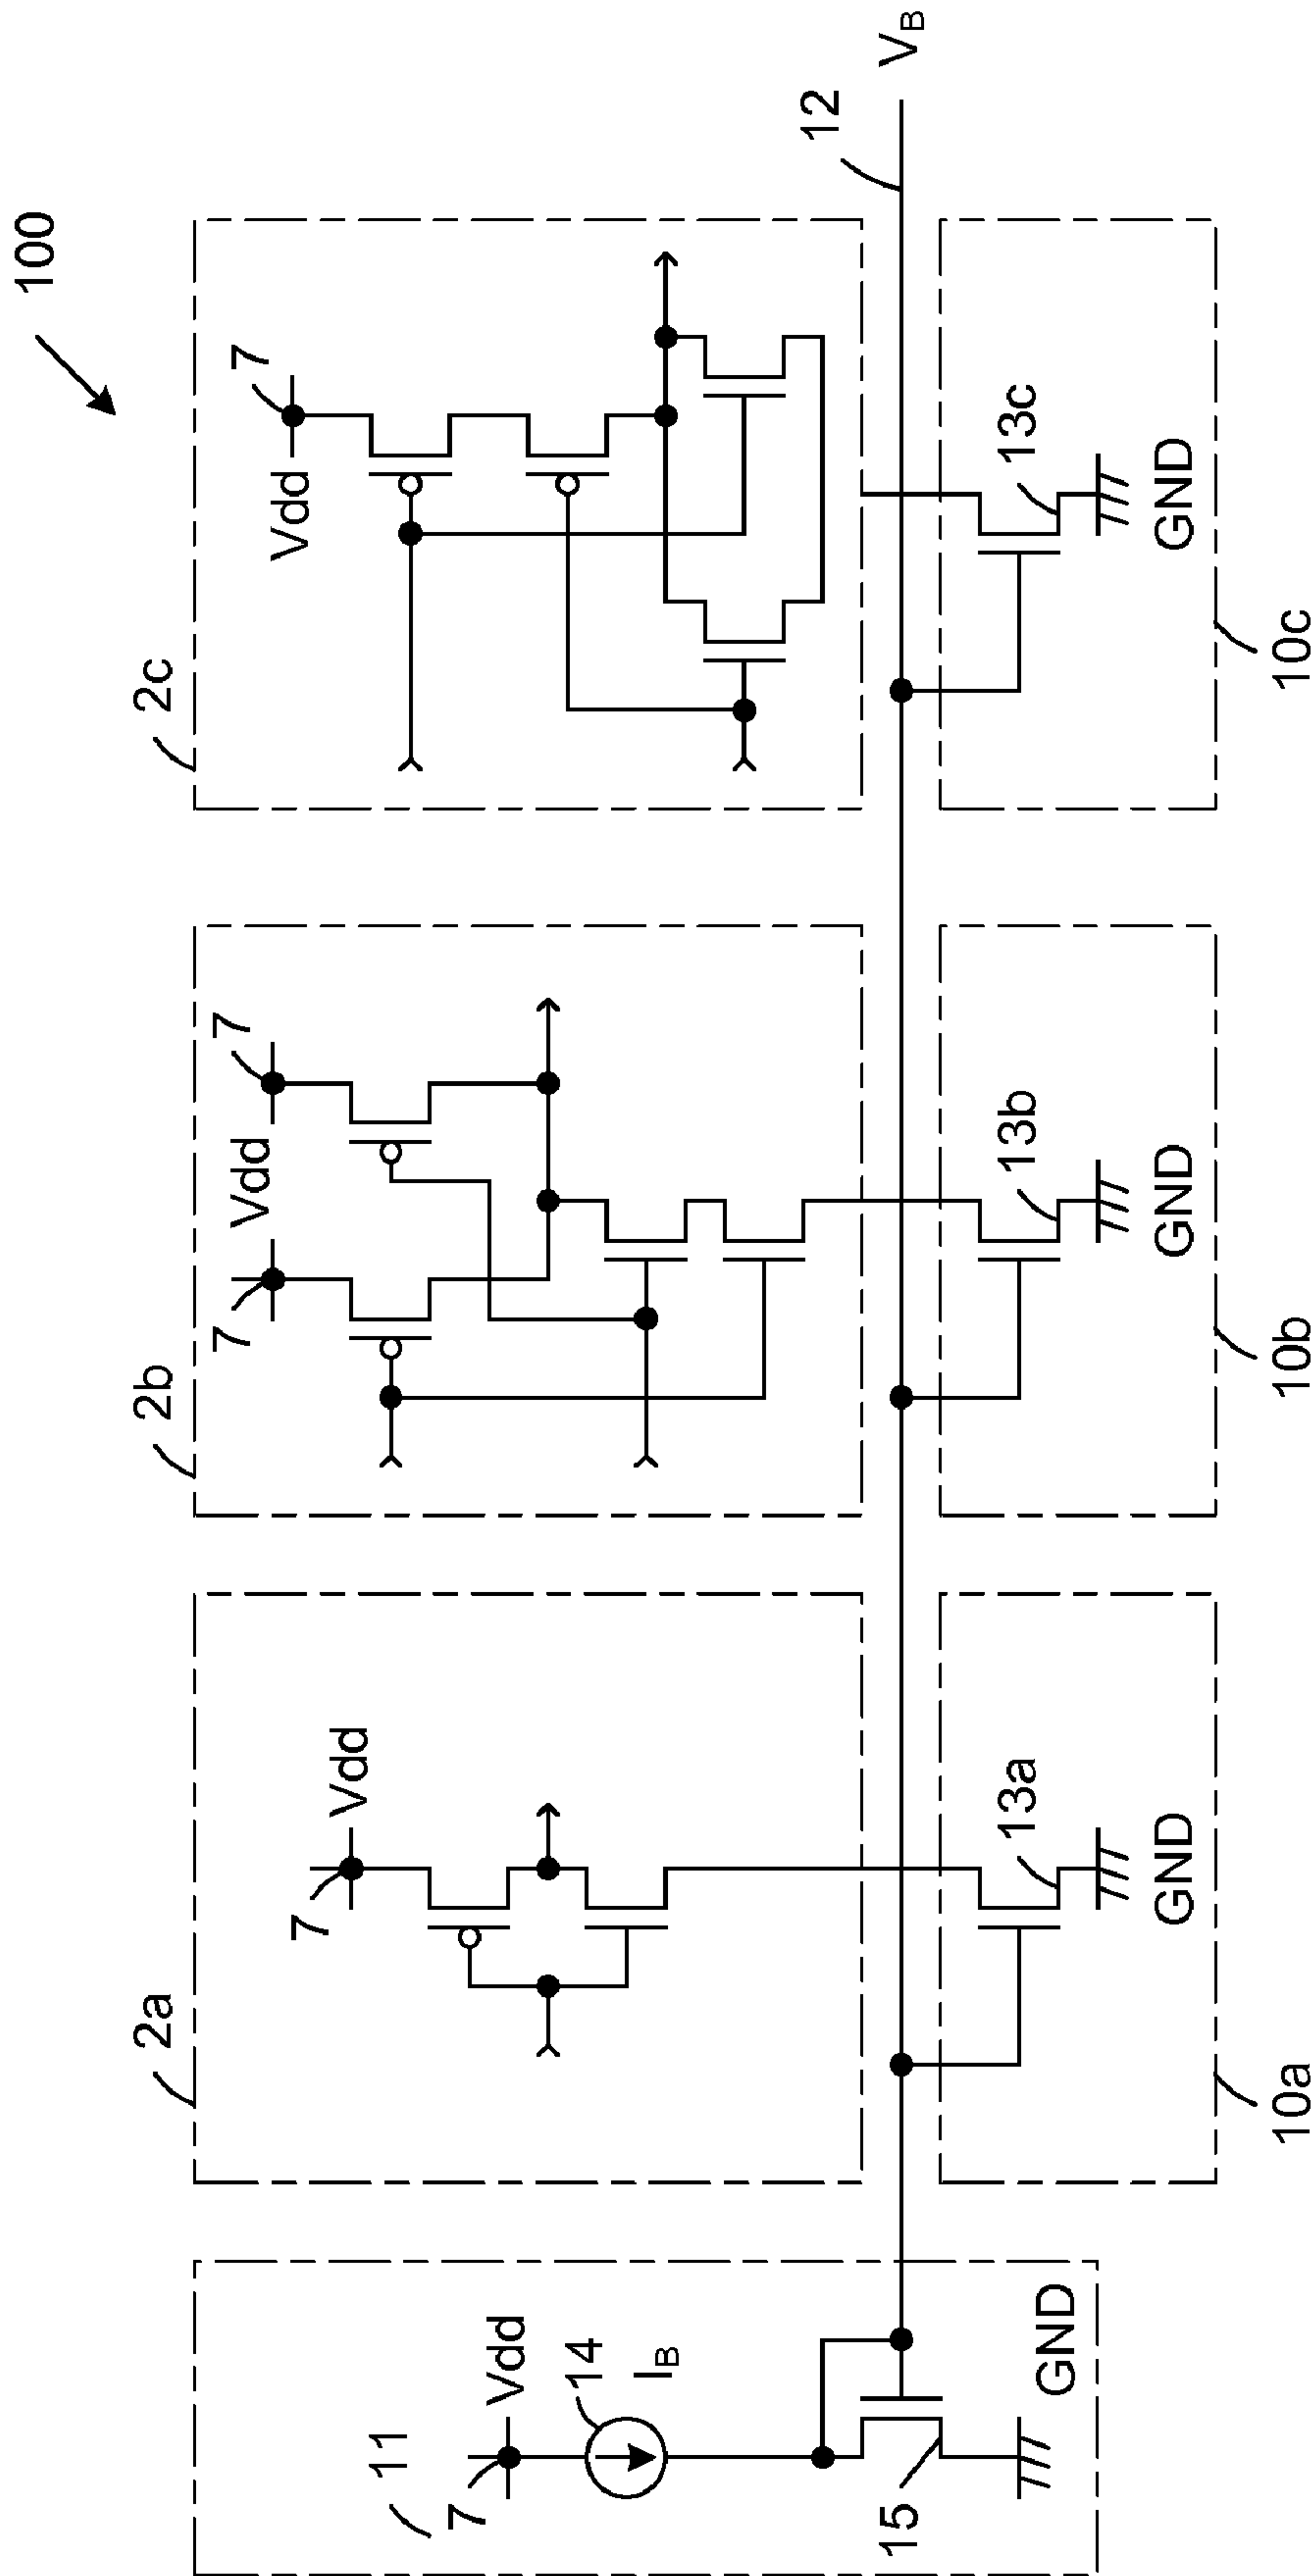 100
2a
2b
2c
11
7
Vdd
14
I_B
15
GND
7
Vdd
7
Vdd
7
7
Vdd
12
V_B
13a
GND
13b
GND
13c
GND
10a
10b
10c